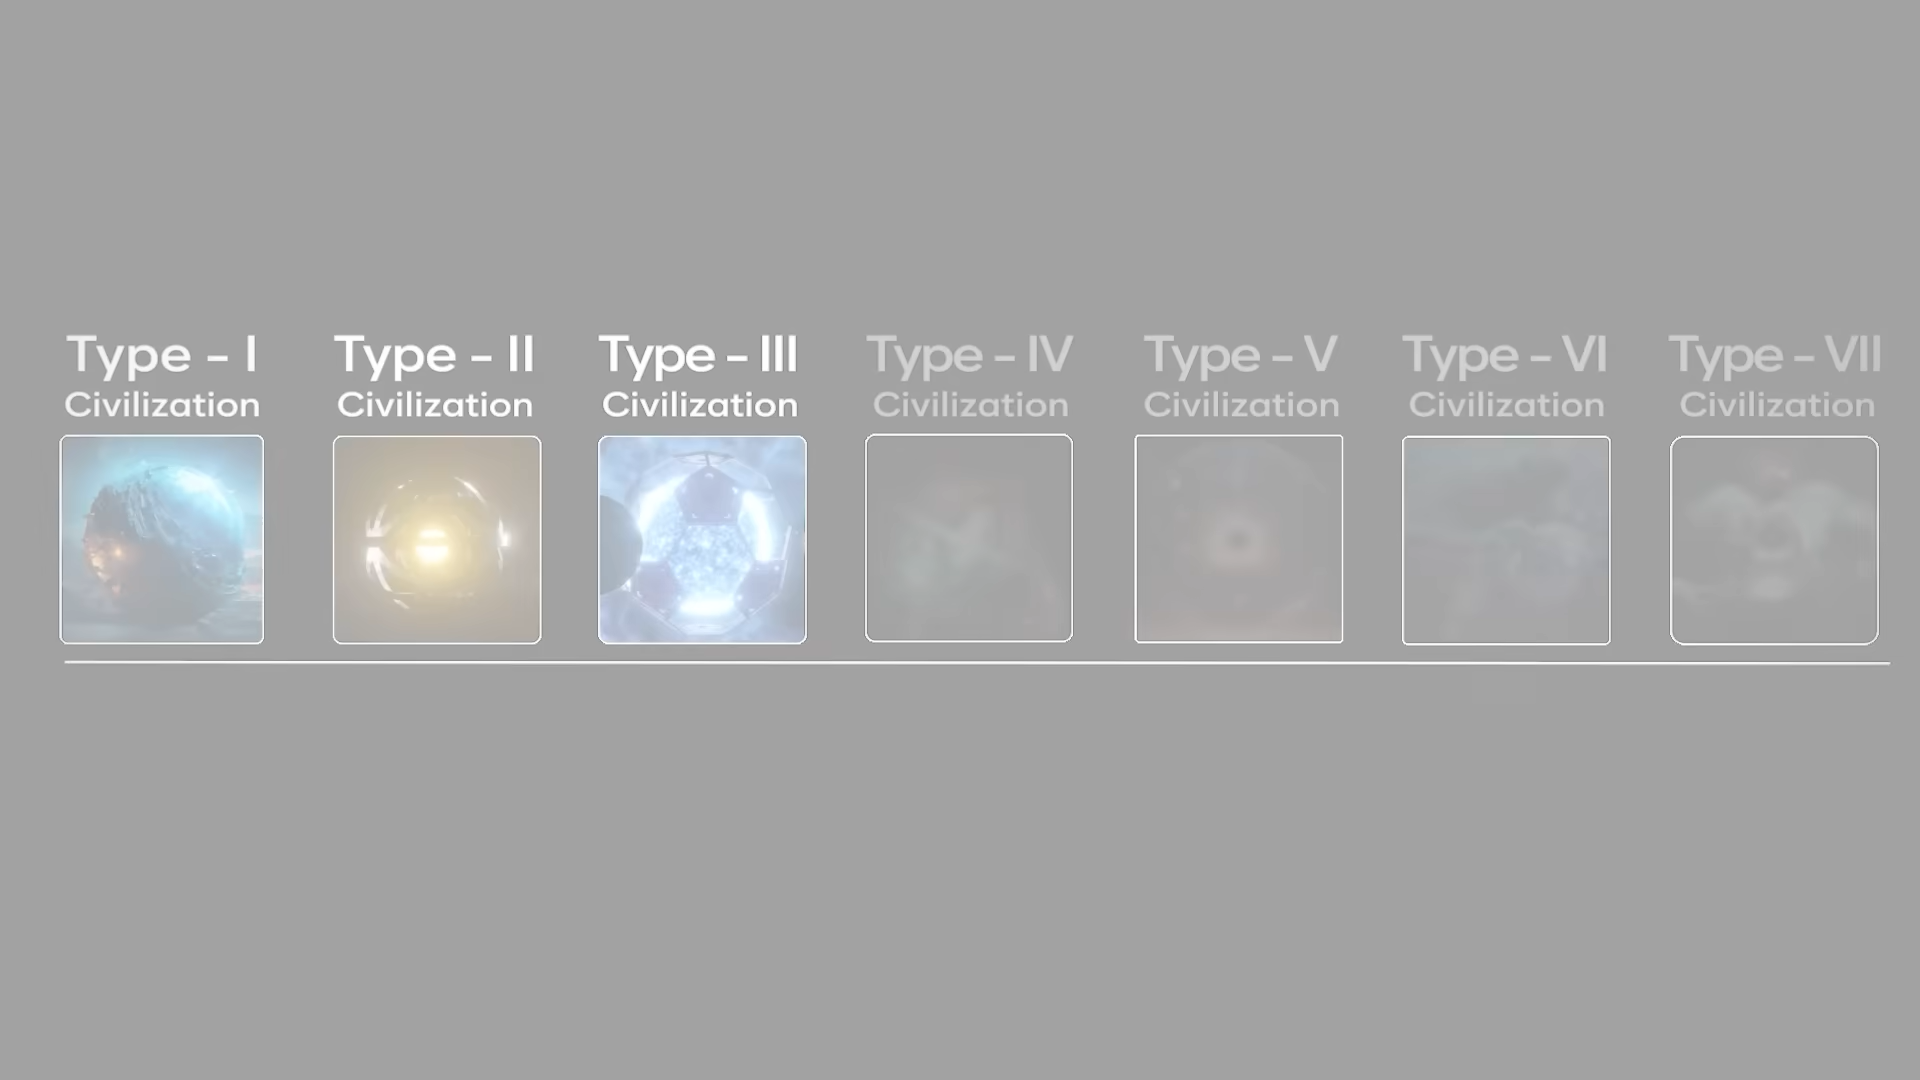 Type - I
Civilization
Type - II
Civilization
Type - III
Civilization
Type - IV
Civilization
Type - V
Civilization
Type - VI
Civilization
Type - VII
Civilization